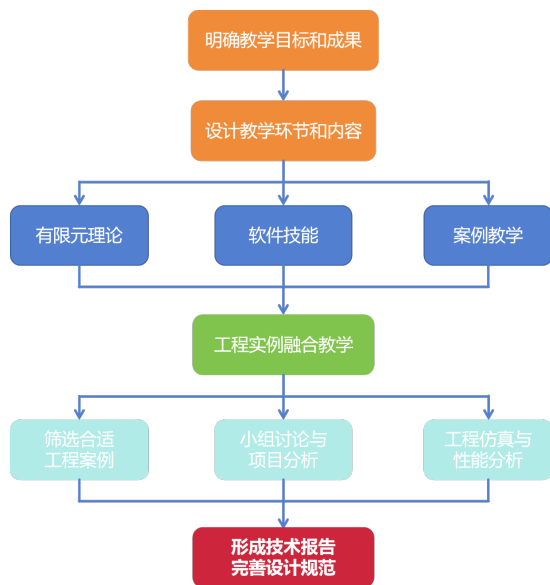 明确教学目标和成果
设计教学环节和内容
有限元理论
软件技能
案例教学
工程实例融合教学
筛选合适
工程案例
小组讨论与
项目分析
工程仿真与
性能分析
形成技术报告
完善设计规范